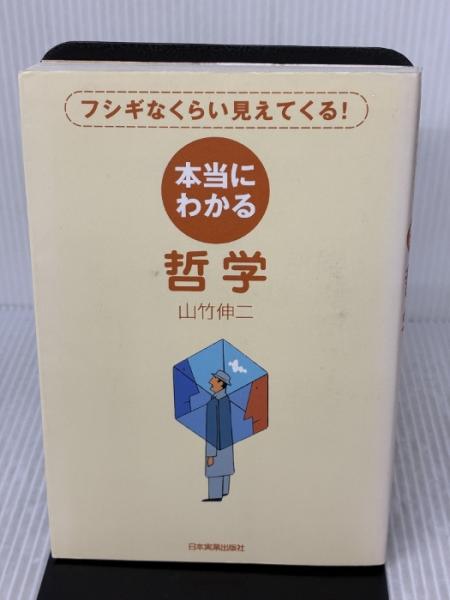 フシギなくらい見えてくる!
本当に
わかる
哲学
山竹伸二
日本実業出版社